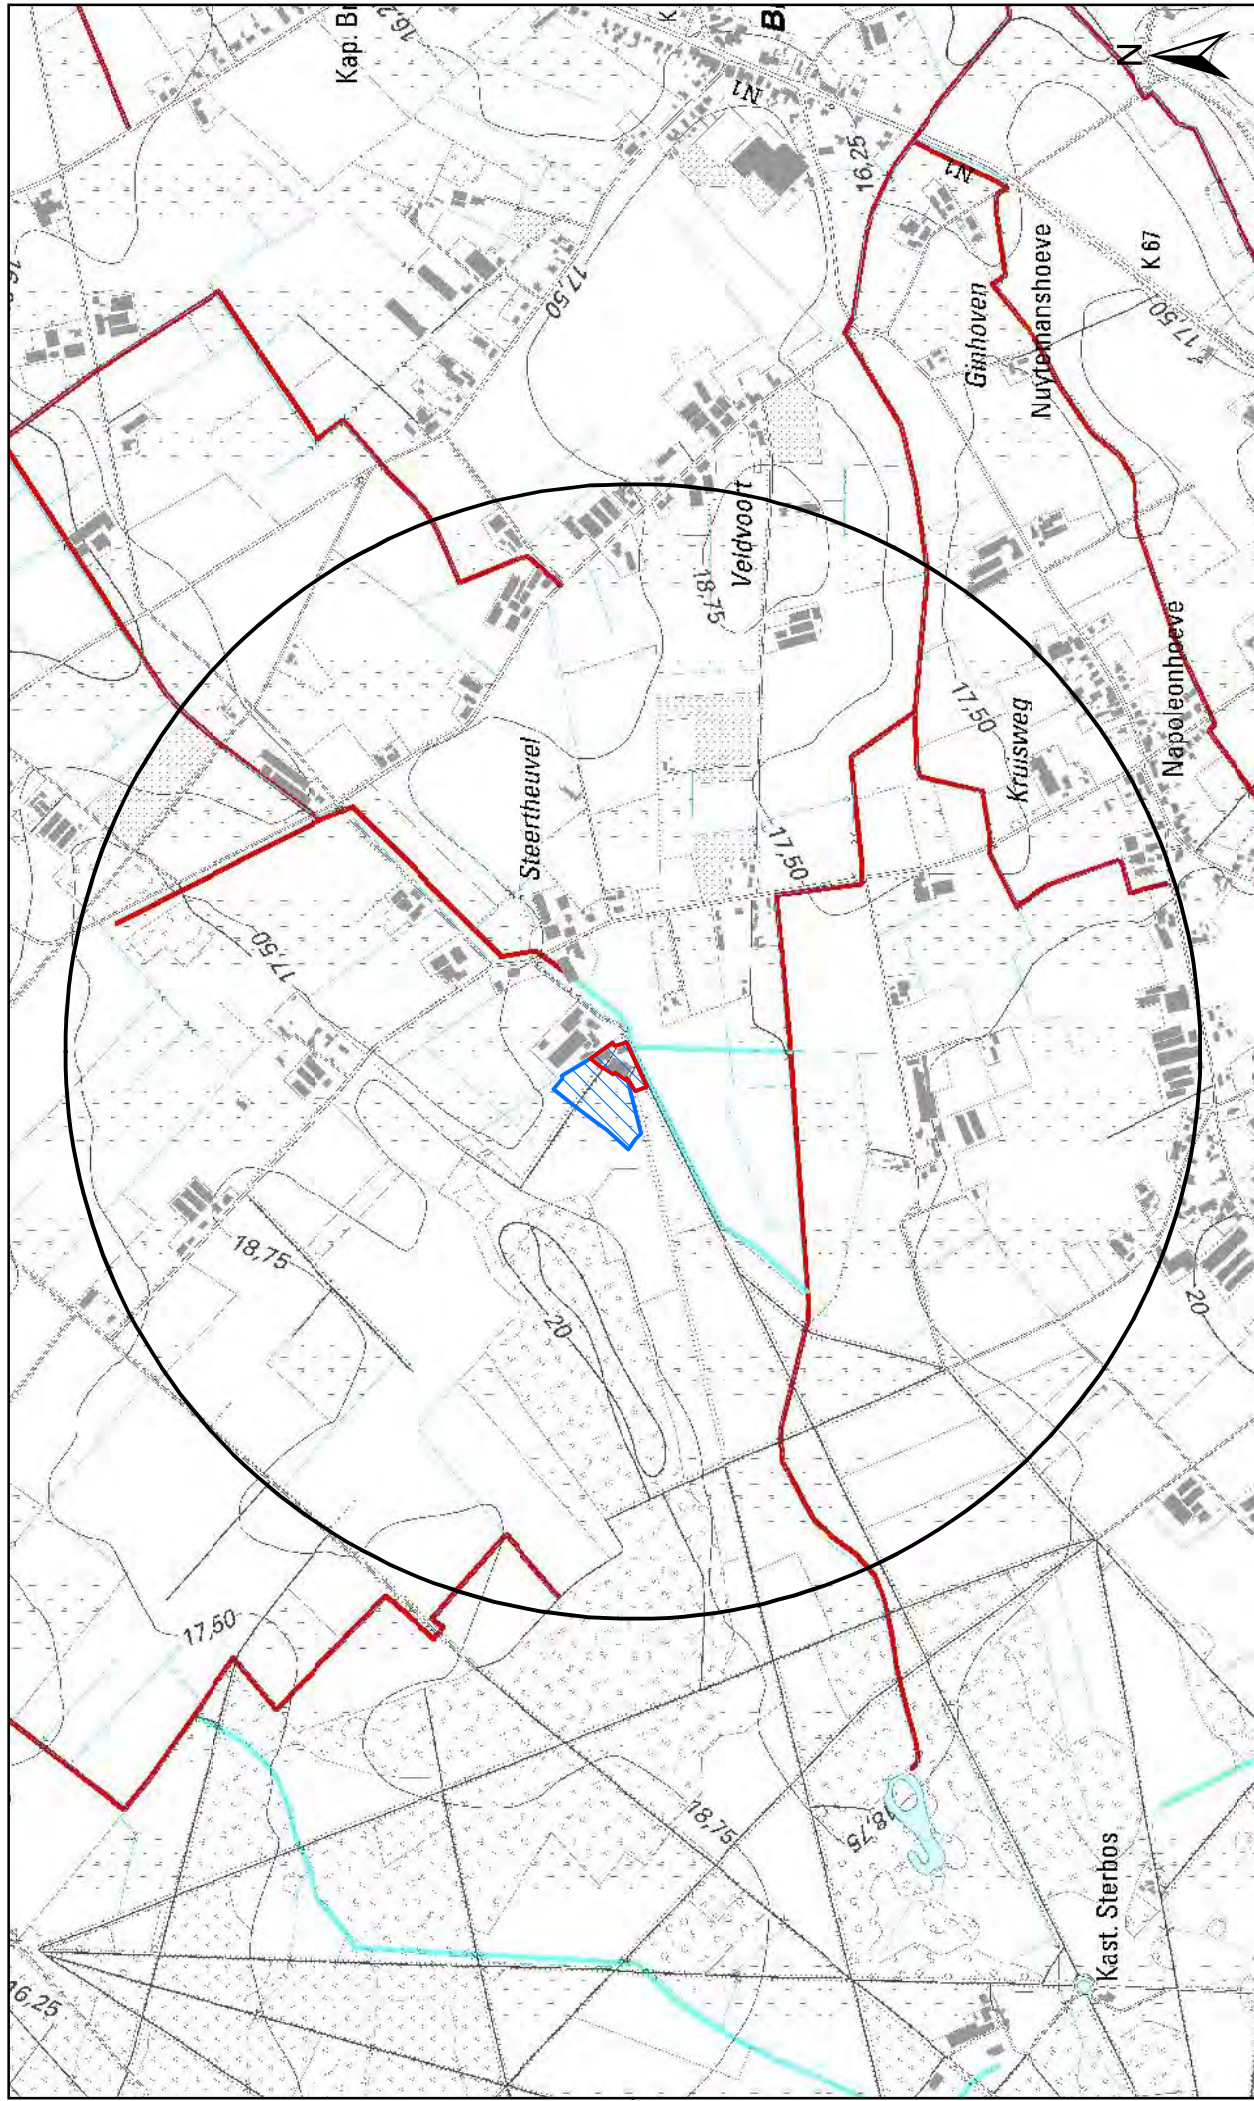 Kap. Br
16,2
K
B
N1
N
16,25
N1
17,50
Ginhoven
Nuytemanshoeve
K 67
17,50
Veldvoort
18,75
Steertheuvel
17,50
Kruisweg
Napoleonhoeve
17,50
17,50
18,75
20
20
17,50
18,75
18,75
Kast. Sterbos
16,25